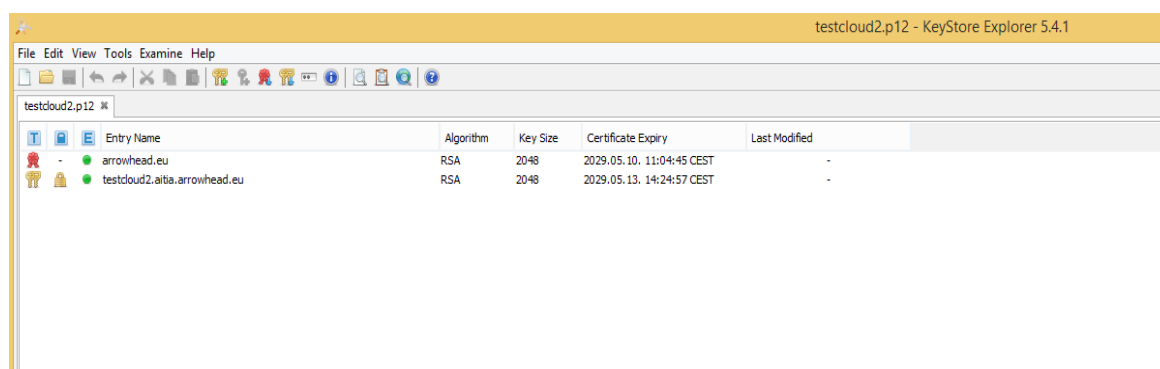 testcloud2.p12 - KeyStore Explorer 5.4.1
File Edit View Tools Examine Help
testcloud2.p12
T E Entry Name Algorithm Key Size Certificate Expiry Last Modified
- arrowhead.eu RSA 2048 2029.05.10. 11:04:45 CEST -
testcloud2.aitia.arrowhead.eu RSA 2048 2029.05.13. 14:24:57 CEST -